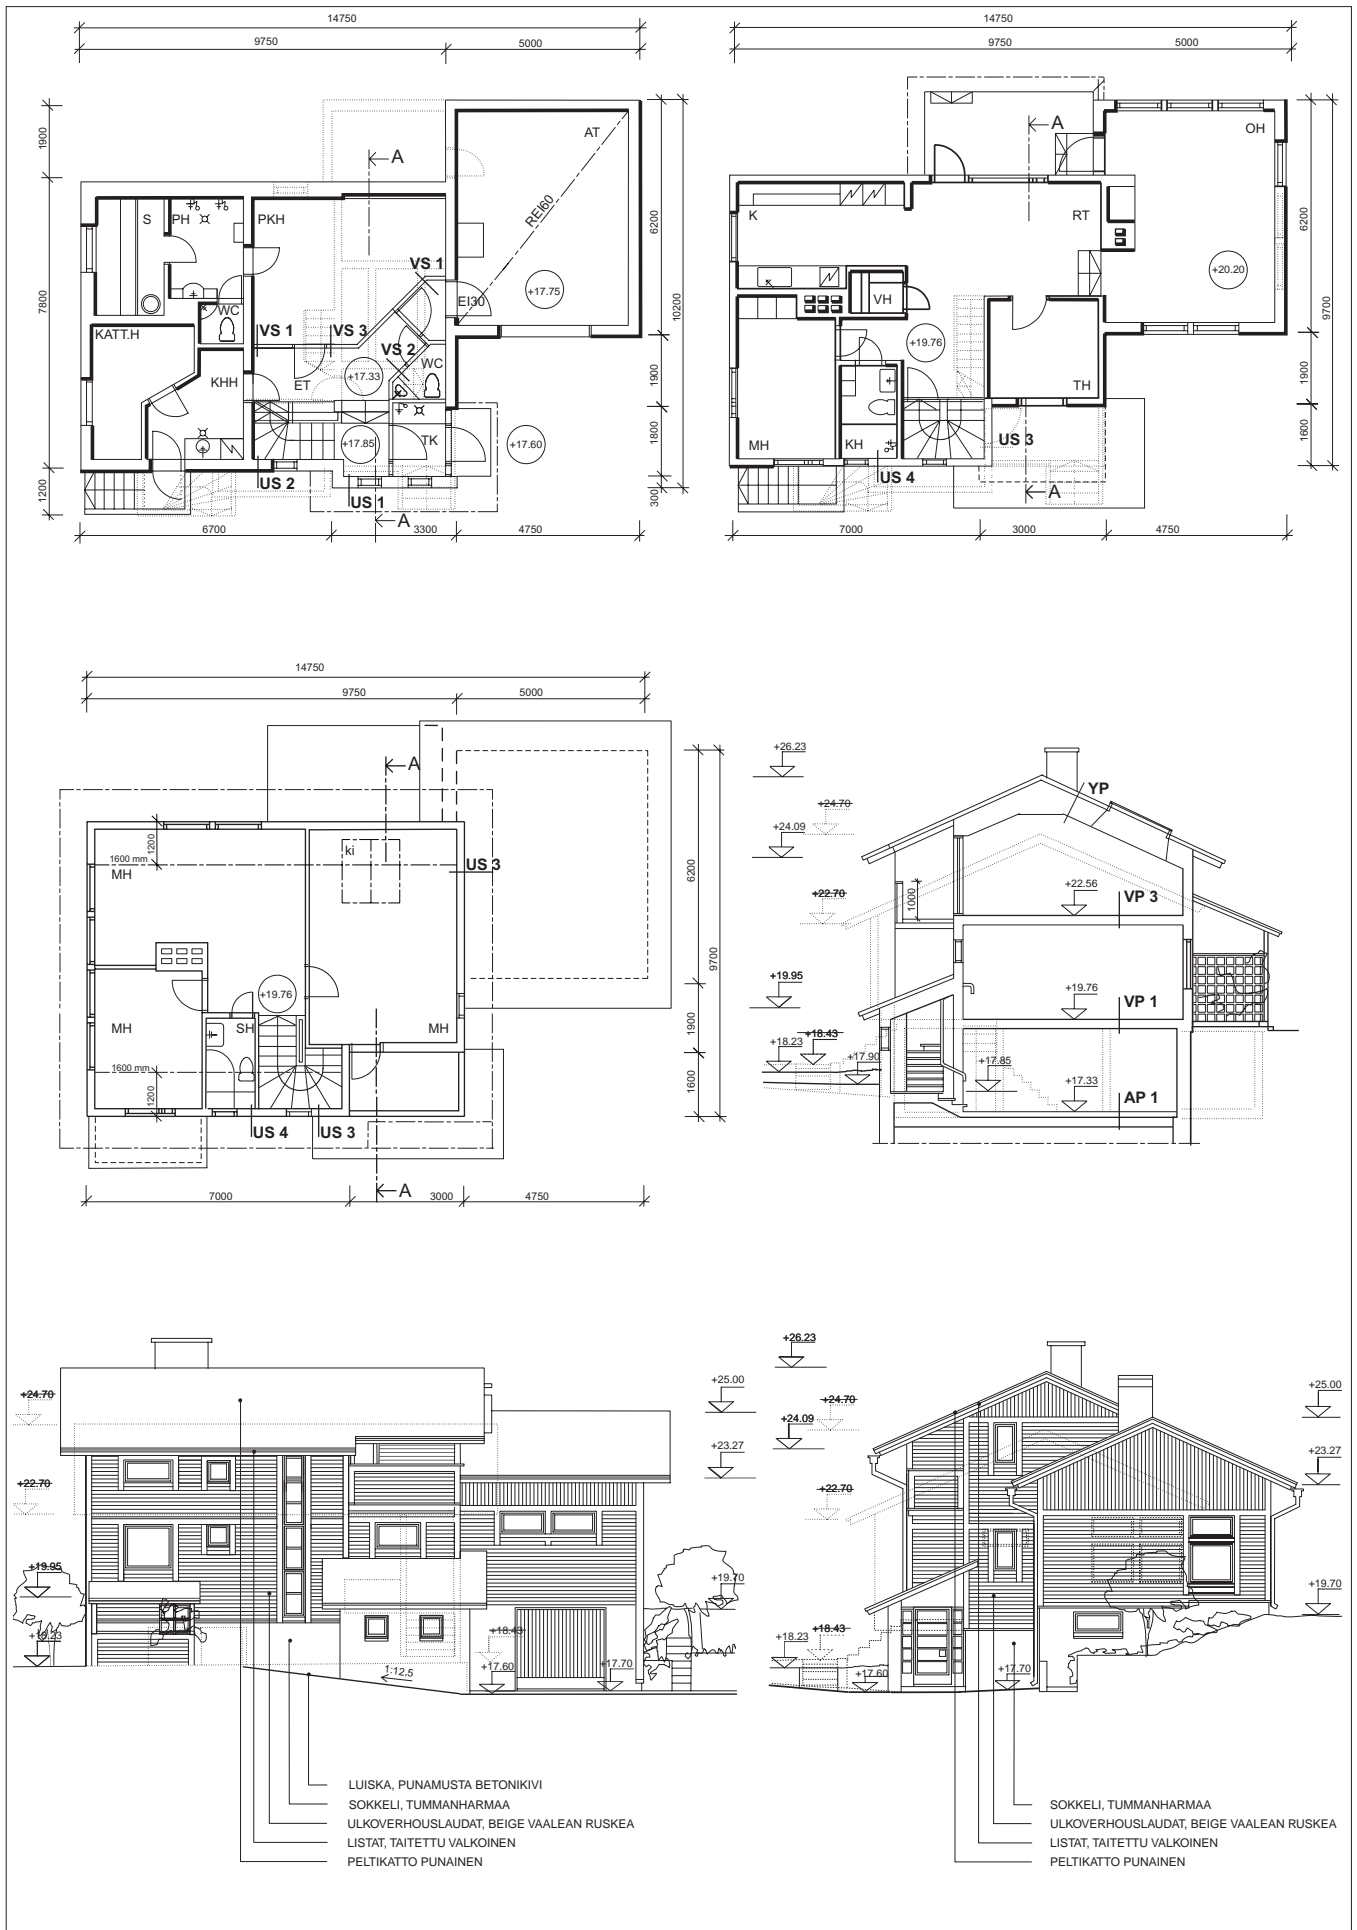 14750
9750
5000
1900
7800
1200
AT
A
REI60
S
PH
PKH
VS 1
EI30
+17.75
WC
KATT.H
VS 1
VS 3
VS 2
WC
KHH
ET
+17.33
+17.85
TK
+17.60
US 2
US 1
A
6200
10200
1900
1800
300
6700
3300
4750
14750
9750
5000
A
OH
K
RT
VH
+20.20
+19.76
MH
KH
TH
US 3
US 4
A
6200
9700
1900
1600
7000
3000
4750
14750
9750
5000
A
1200
1600 mm
MH
ki
US 3
6200
9700
+19.76
MH
SH
MH
1900
1600 mm
1200
1600
US 4
US 3
A
7000
3000
4750
+26.23
YP
+24.70
+24.09
+22.70
1000
+22.56
VP 3
+19.95
+19.76
VP 1
+18.43
+18.23
+17.90
+17.85
+17.33
AP 1
+24.70
+25.00
+23.27
+22.70
+19.95
+19.70
+18.23
+18.43
+17.60
+17.70
1:12.5
LUISKA, PUNAMUSTA BETONIKIVI
SOKKELI, TUMMANHARMAA
ULKOVERHOUSLAUDAT, BEIGE VAALEAN RUSKEA
LISTAT, TAITETTU VALKOINEN
PELTIKATTO PUNAINEN
+26.23
+25.00
+24.70
+24.09
+23.27
+22.70
+19.70
+18.23
+18.43
+17.60
+17.70
SOKKELI, TUMMANHARMAA
ULKOVERHOUSLAUDAT, BEIGE VAALEAN RUSKEA
LISTAT, TAITETTU VALKOINEN
PELTIKATTO PUNAINEN